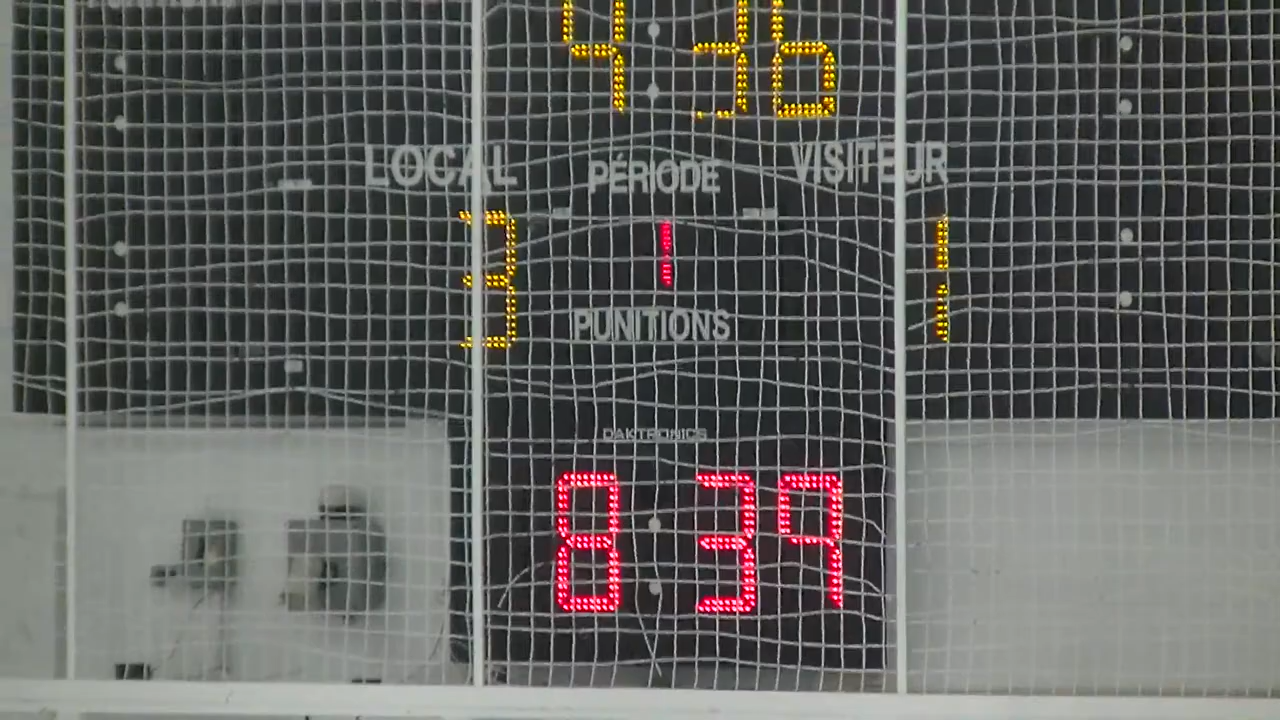 4:36
LOCAL PÉRIODE VISITEUR
3 1 1
PUNITIONS
DAKTRONICS
8:39